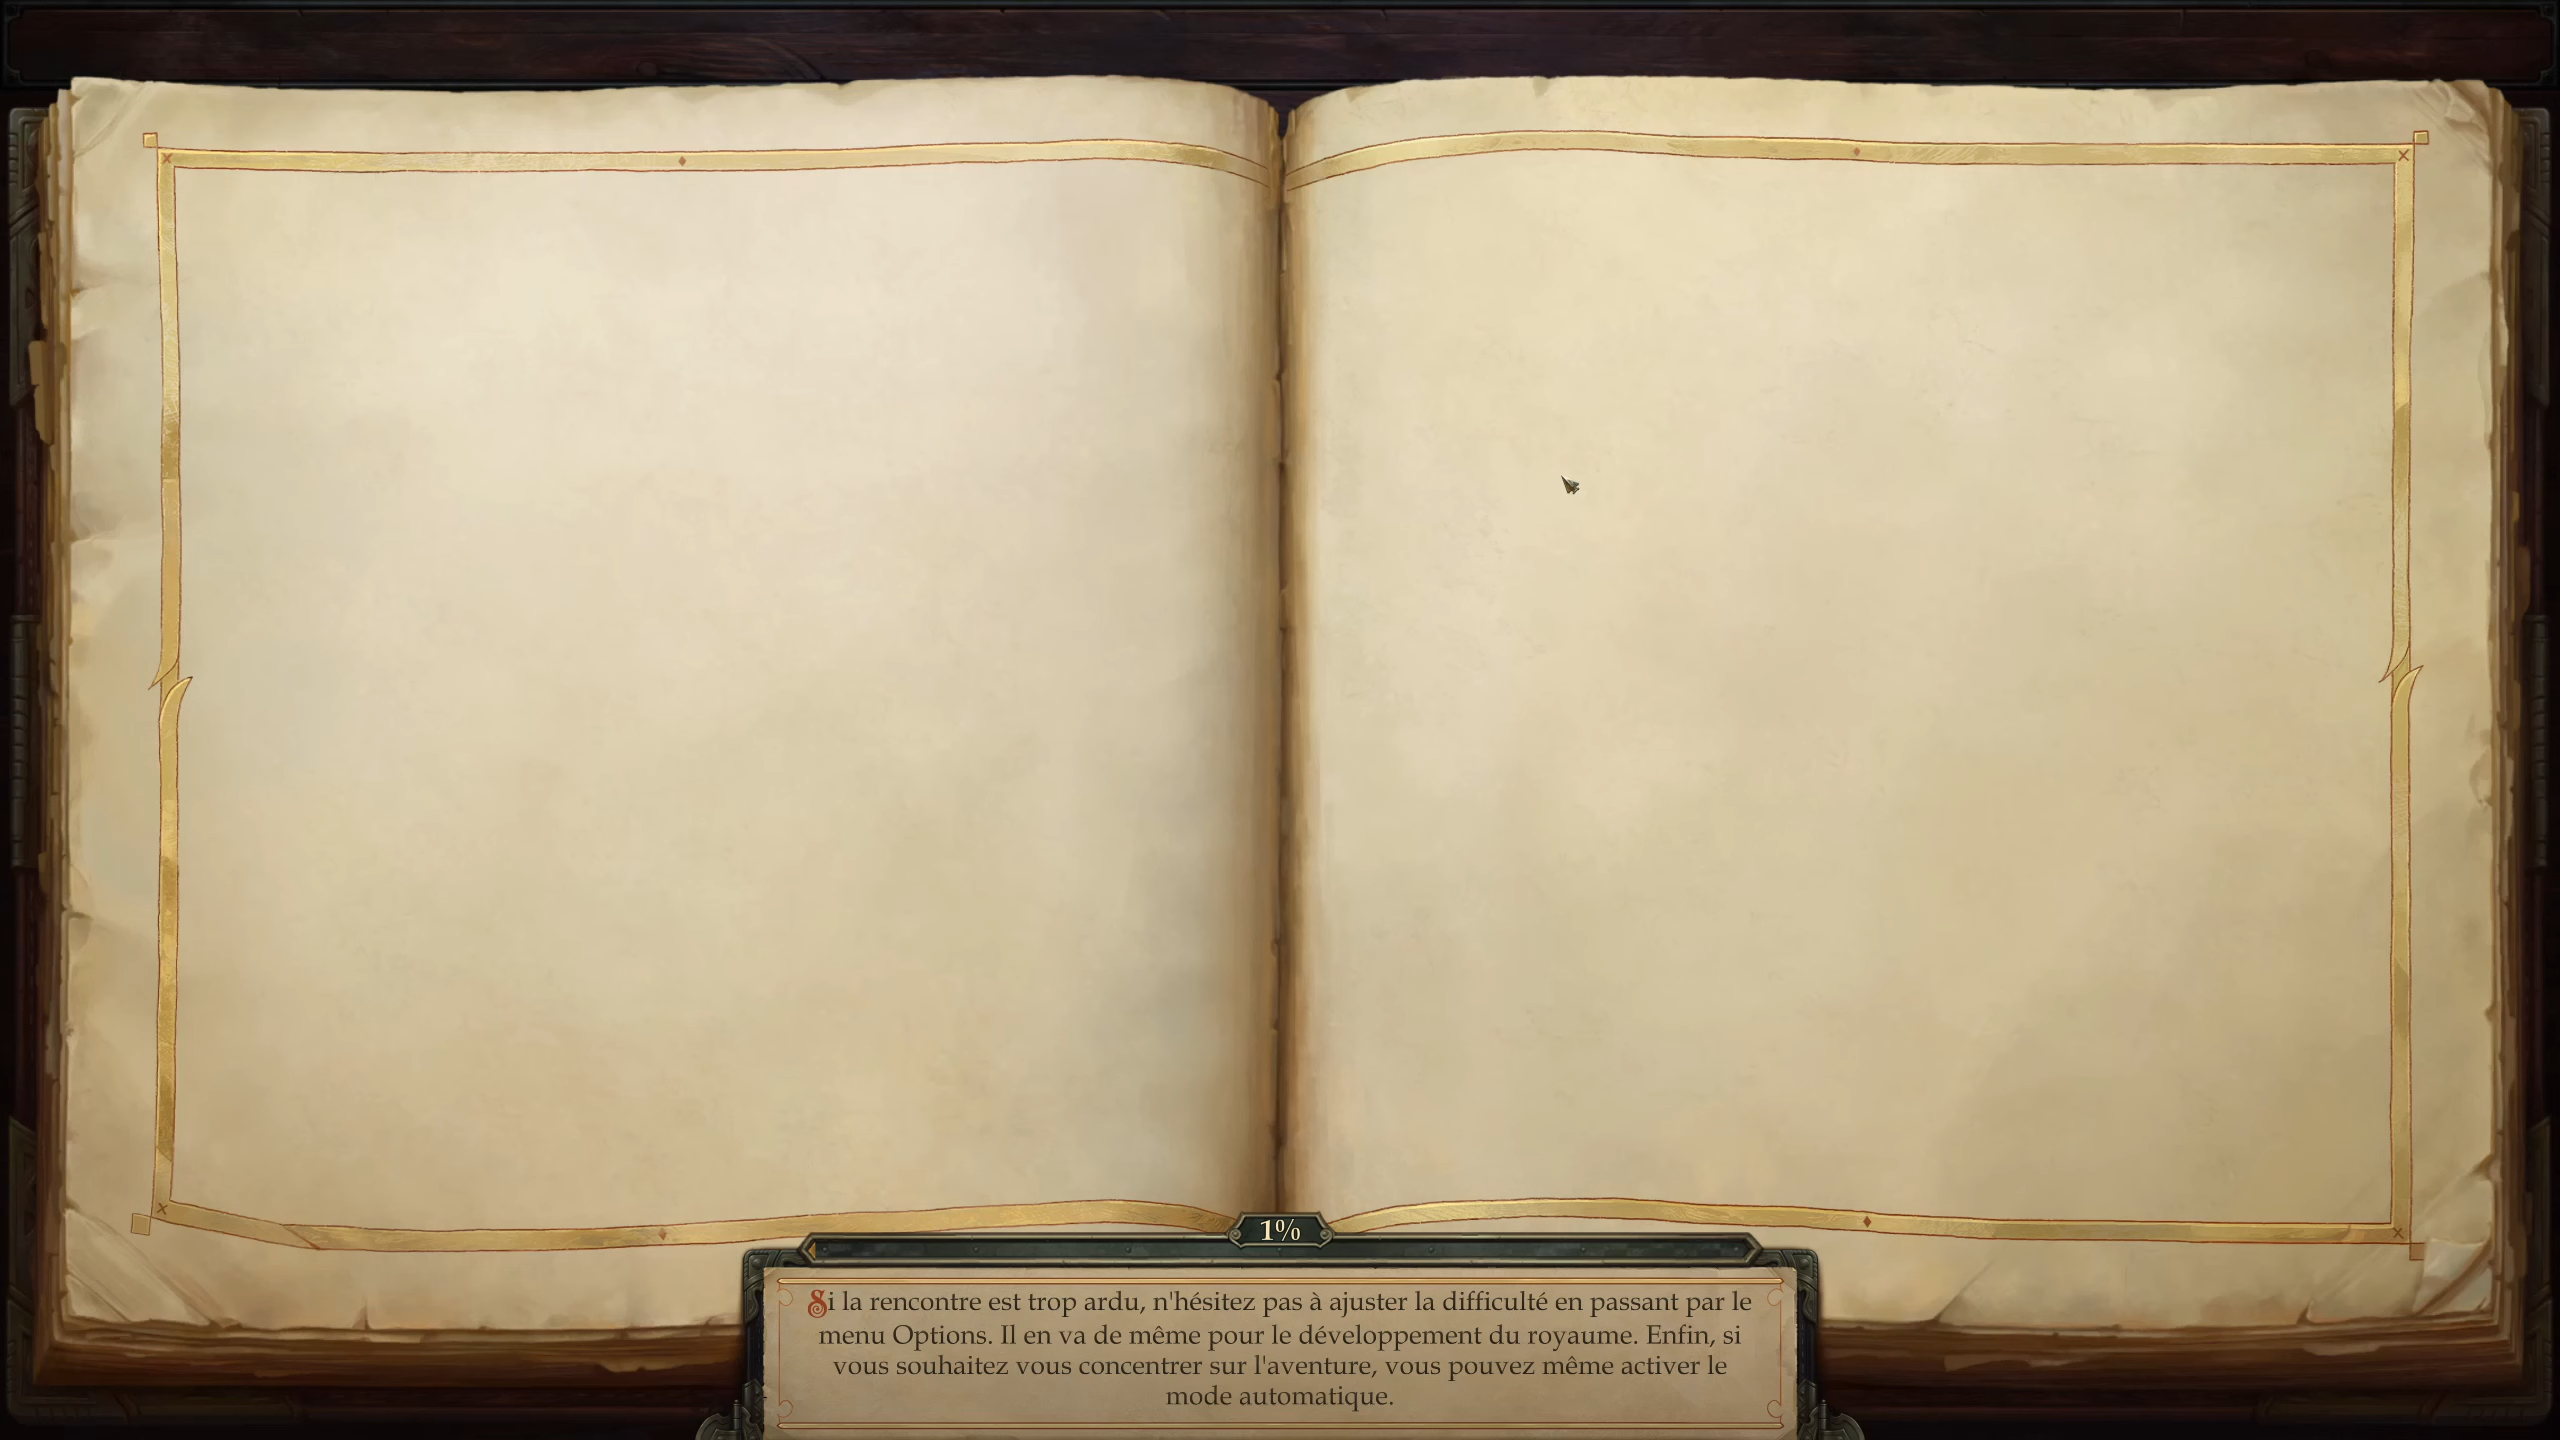 1%
Si la rencontre est trop ardu, n'hésitez pas à ajuster la difficulté en passant par le
menu Options. Il en va de même pour le développement du royaume. Enfin, si
vous souhaitez vous concentrer sur l'aventure, vous pouvez même activer le
mode automatique.